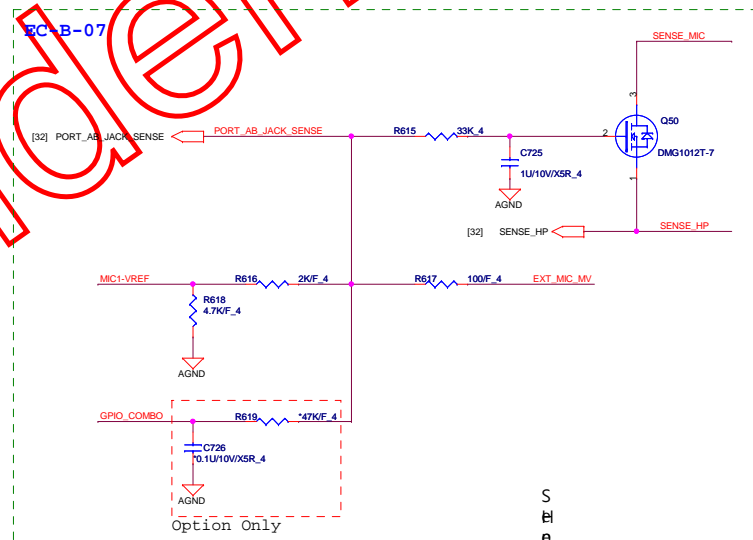 EC-B-07
SENSE_MIC
3
Q50
[32] PORT_AB_JACK_SENSE
PORT_AB_JACK_SENSE
R615
33K_4
2
DMG1012T-7
C725
1U/10V/X5R_4
1
AGND
[32] SENSE_HP
SENSE_HP
MIC1-VREF
R616
2K/F_4
R617
100/F_4
EXT_MIC_MV
R618
4.7K/F_4
AGND
GPIO_COMBO
R619
*47K/F_4
C726
*0.1U/10V/X5R_4
AGND
Option Only
S